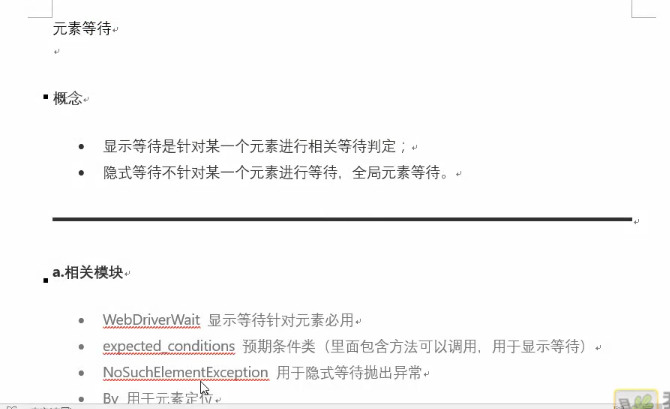 元素等待
概念
显示等待是针对某一个元素进行相关等待判定；
隐式等待不针对某一个元素进行等待，全局元素等待。
a.相关模块
WebDriverWait 显示等待针对元素必用
expected_conditions 预期条件类（里面包含方法可以调用，用于显示等待）
NoSuchElementException 用于隐式等待抛出异常
By 用于元素定位